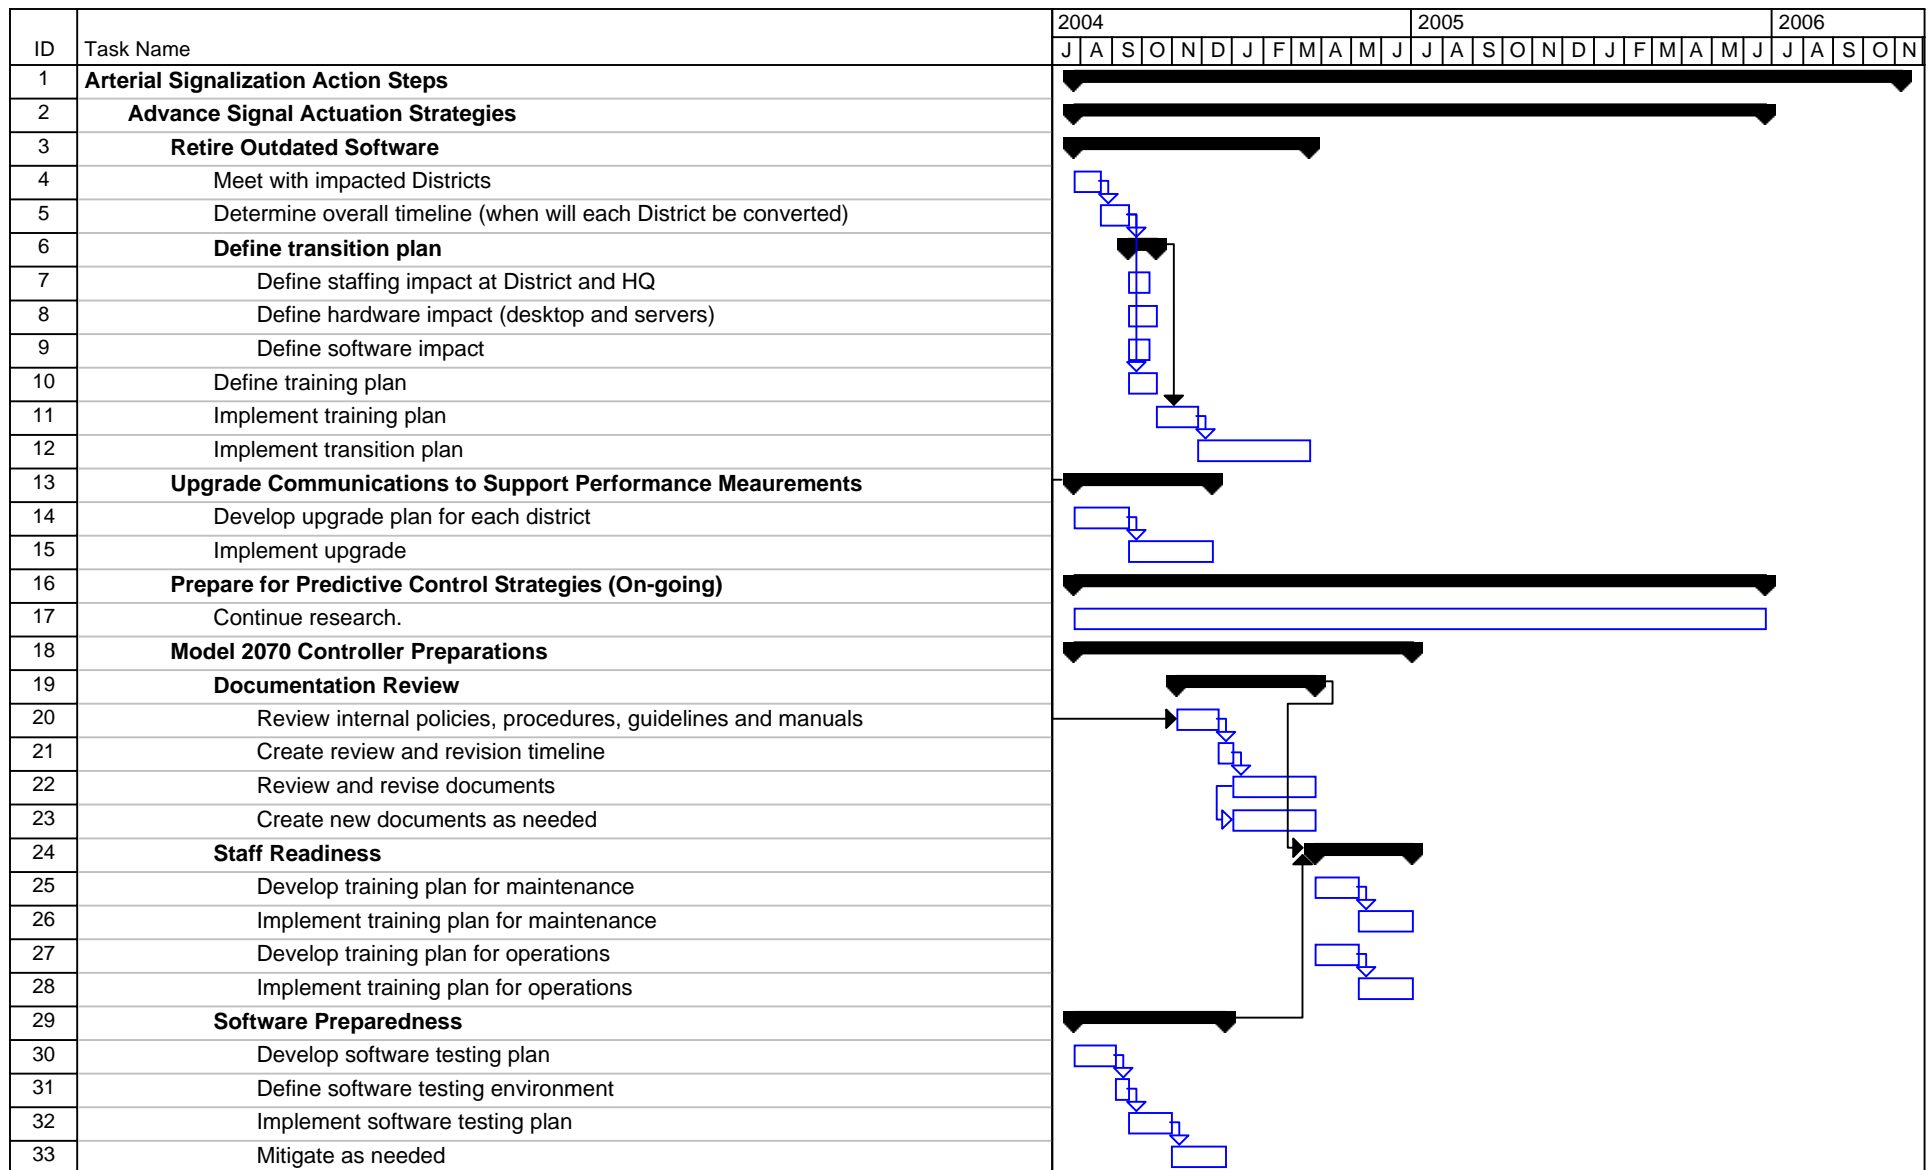 2004 2005 2006
ID Task Name J A S O N D J F M A M J J A S O N D J F M A M J J A S O N
1 Arterial Signalization Action Steps
2 Advance Signal Actuation Strategies
3 Retire Outdated Software
4 Meet with impacted Districts
5 Determine overall timeline (when will each District be converted)
6 Define transition plan
7 Define staffing impact at District and HQ
8 Define hardware impact (desktop and servers)
9 Define software impact
10 Define training plan
11 Implement training plan
12 Implement transition plan
13 Upgrade Communications to Support Performance Meaurements
14 Develop upgrade plan for each district
15 Implement upgrade
16 Prepare for Predictive Control Strategies (On-going)
17 Continue research.
18 Model 2070 Controller Preparations
19 Documentation Review
20 Review internal policies, procedures, guidelines and manuals
21 Create review and revision timeline
22 Review and revise documents
23 Create new documents as needed
24 Staff Readiness
25 Develop training plan for maintenance
26 Implement training plan for maintenance
27 Develop training plan for operations
28 Implement training plan for operations
29 Software Preparedness
30 Develop software testing plan
31 Define software testing environment
32 Implement software testing plan
33 Mitigate as needed